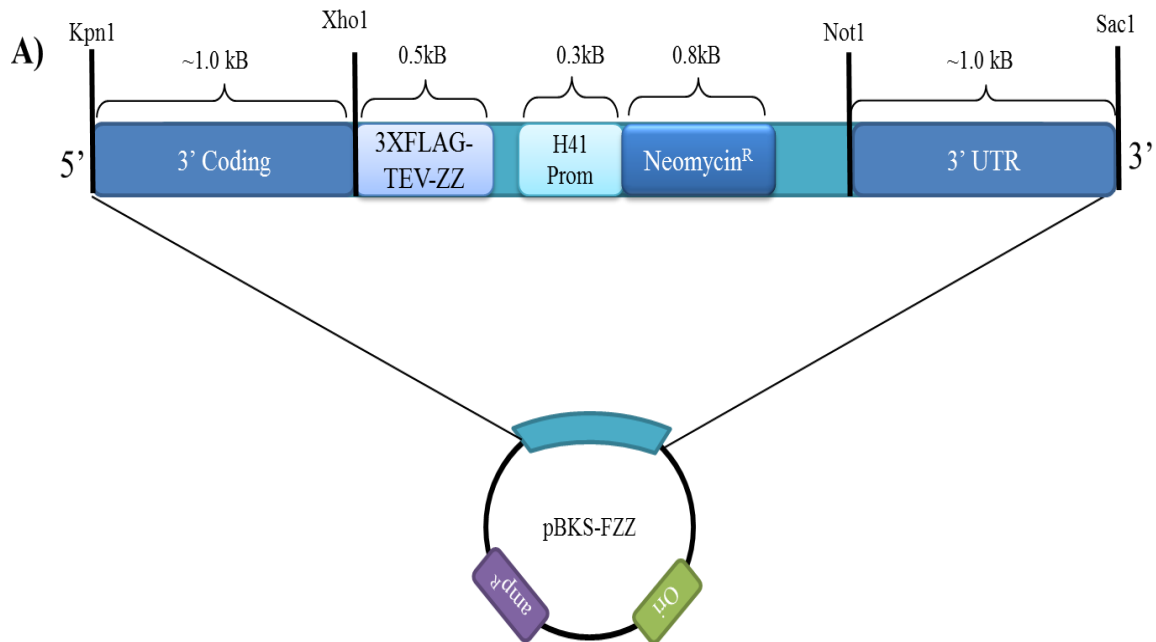 A)
Kpn1
Xho1
Not1
Sac1
~1.0 kB
0.5kB
0.3kB
0.8kB
~1.0 kB
5’
3’ Coding
3XFLAG-
TEV-ZZ
H41
Prom
Neomycinᴿ
3’ UTR
3’
pBKS-FZZ
ampᴿ
Ori